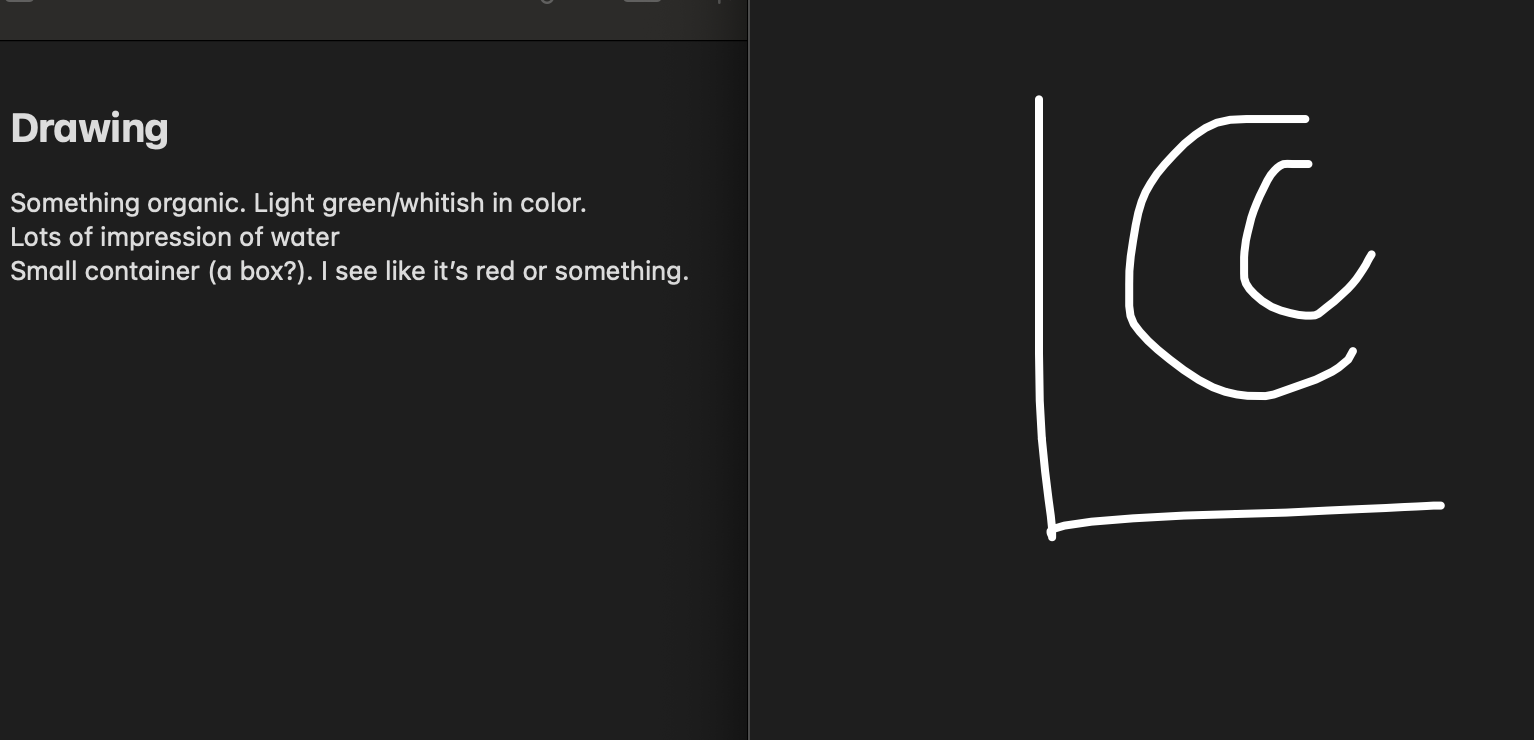 Drawing
Something organic. Light green/whitish in color.
Lots of impression of water
Small container (a box?). I see like it’s red or something.